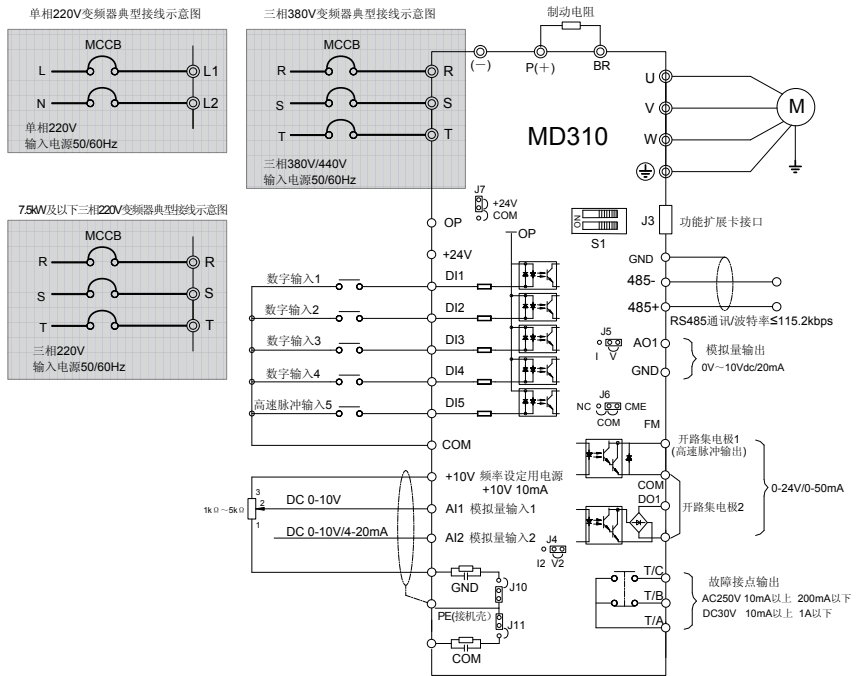 单相220V变频器典型接线示意图
MCCB
L
L1
N
L2
单相220V
输入电源50/60Hz
三相380V变频器典型接线示意图
MCCB
R
R
S
S
T
T
三相380V/440V
输入电源50/60Hz
7.5kW及以下三相220V变频器典型接线示意图
MCCB
R
R
S
S
T
T
三相220V
输入电源50/60Hz
制动电阻
(－)
P(＋)
BR
MD310
U
V
W
M
J7
+24V
COM
OP
OP
ON
S1
J3
功能扩展卡接口
+24V
数字输入1
DI1
数字输入2
DI2
数字输入3
DI3
数字输入4
DI4
高速脉冲输入5
DI5
COM
GND
485-
485+
RS485通讯/波特率≤115.2kbps
J5
I
V
AO1
GND
模拟量输出
0V～10Vdc/20mA
J6
NC
CME
COM
FM
开路集电极1
(高速脉冲输出)
COM
DO1
开路集电极2
0-24V/0-50mA
+10V 频率设定用电源
+10V 10mA
3
2
1
1kΩ～5kΩ
DC 0-10V
AI1 模拟量输入1
DC 0-10V/4-20mA
AI2 模拟量输入2
J4
I2 V2
GND
J10
PE(接机壳)
J11
COM
T/C
T/B
T/A
故障接点输出
AC250V 10mA以上 200mA以下
DC30V 10mA以上 1A以下